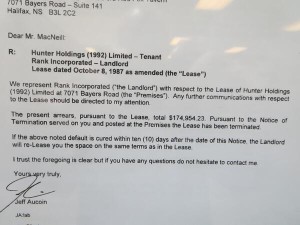 7071 Bayers Road – Suite 141
Halifax, NS B3L 2C2
Dear Mr. MacNeill:
R: Hunter Holdings (1992) Limited – Tenant
Rank Incorporated – Landlord
Lease dated October 8, 1987 as amended (the "Lease")
We represent Rank Incorporated ("the Landlord") with respect to the Lease of Hunter Holdings
(1992) Limited at 7071 Bayers Road (the "Premises"). Any further communications with respect
to the Lease should be directed to my attention.
The present arrears, pursuant to the Lease, total $174,954.23. Pursuant to the Notice of
Termination served on you and posted at the Premises the Lease has been terminated.
If the above noted default is cured within ten (10) days after the date of this Notice, the Landlord
will re-Lease you the space on the same terms as in the Lease.
I trust the foregoing is clear but if you have any questions do not hesitate to contact me.
Yours very truly,
Jeff Aucoin
JA/lab